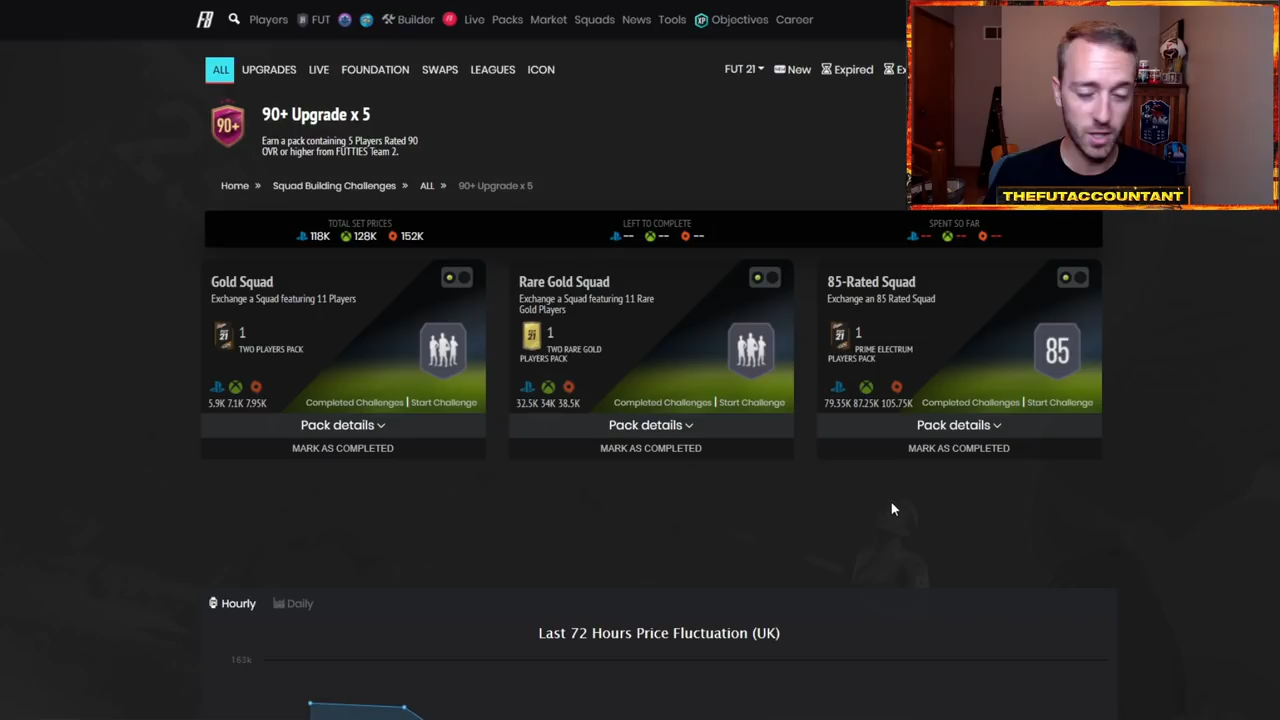 Players FUT Builder Live Packs Market Squads News Tools XP Objectives Career
ALL UPGRADES LIVE FOUNDATION SWAPS LEAGUES ICON FUT 21 New Expired Ex
90+
90+ Upgrade x 5
Earn a pack containing 5 Players Rated 90
OVR or higher from FUTTIES Team 2.
Home » Squad Building Challenges » ALL » 90+ Upgrade x 5
THEFUTACCOUNTANT
TOTAL SET PRICES
118K 128K 152K
LEFT TO COMPLETE
-- -- --
SPENT SO FAR
-- -- --
Gold Squad
Exchange a Squad featuring 11 Players
21 1
TWO PLAYERS PACK
5.9K 7.1K 7.95K
Completed Challenges | Start Challenge
Pack details
MARK AS COMPLETED
Rare Gold Squad
Exchange a Squad featuring 11 Rare
Gold Players
21 1
TWO RARE GOLD
PLAYERS PACK
32.5K 34K 38.5K
Completed Challenges | Start Challenge
Pack details
MARK AS COMPLETED
85-Rated Squad
Exchange an 85 Rated Squad
21 1
PRIME ELECTRUM
PLAYERS PACK
85
79.35K 87.25K 105.75K
Completed Challenges | Start Challenge
Pack details
MARK AS COMPLETED
Hourly Daily
Last 72 Hours Price Fluctuation (UK)
163k